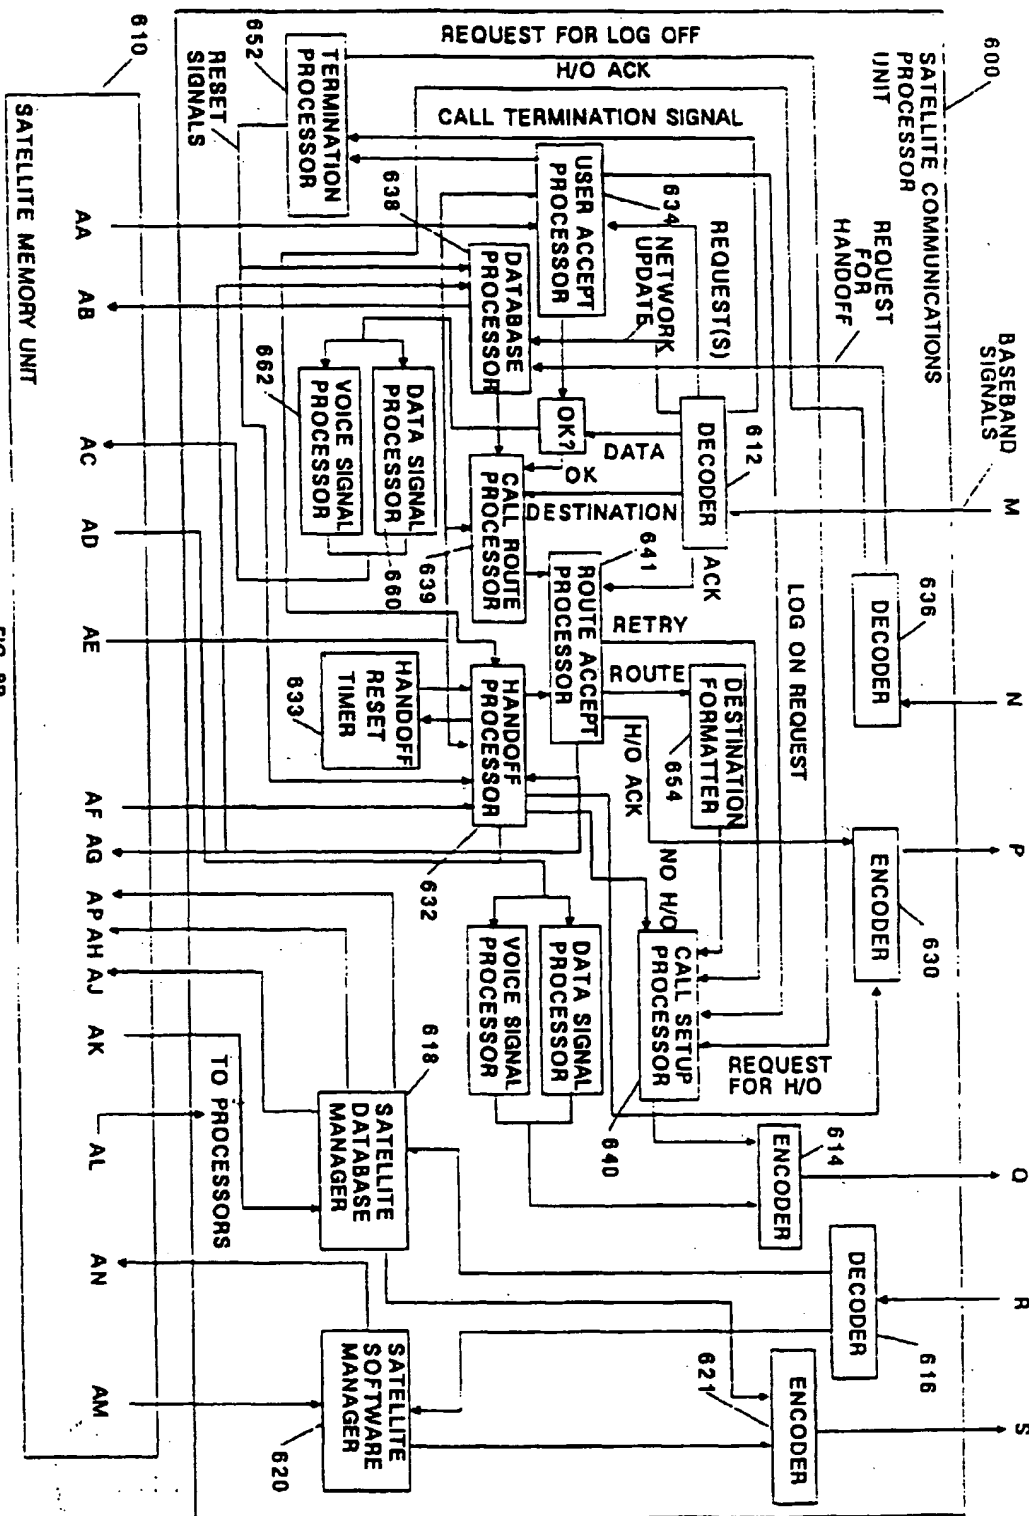 600
SATELLITE COMMUNICATIONS
PROCESSOR
UNIT
BASEBAND
SIGNALS
M
N
P
Q
R
S
REQUEST
FOR
HANDOFF
REQUEST FOR LOG OFF
H/O ACK
CALL TERMINATION SIGNAL
REQUEST(S)
NETWORK
UPDATE
LOG ON REQUEST
DECODER
636
ENCODER
630
DECODER
616
DECODER
612
ACK
DATA
DESTINATION
OK?
OK
RETRY
ROUTE
H/O ACK
NO H/O
REQUEST
FOR H/O
DESTINATION
FORMATTER
654
CALL SETUP
PROCESSOR
640
ENCODER
614
ENCODER
621
USER ACCEPT
PROCESSOR
634
DATABASE
PROCESSOR
638
CALL ROUTE
PROCESSOR
639
ROUTE ACCEPT
PROCESSOR
641
HANDOFF
PROCESSOR
632
DATA SIGNAL
PROCESSOR
VOICE SIGNAL
PROCESSOR
TERMINATION
PROCESSOR
652
RESET
SIGNALS
DATA SIGNAL
PROCESSOR
660
VOICE SIGNAL
PROCESSOR
662
HANDOFF
RESET
TIMER
633
SATELLITE
DATABASE
MANAGER
618
SATELLITE
SOFTWARE
MANAGER
620
TO PROCESSORS
610
AA
AB
AC
AD
AE
AF
AG
AP
AH
AJ
AK
AL
AN
AM
SATELLITE MEMORY UNIT